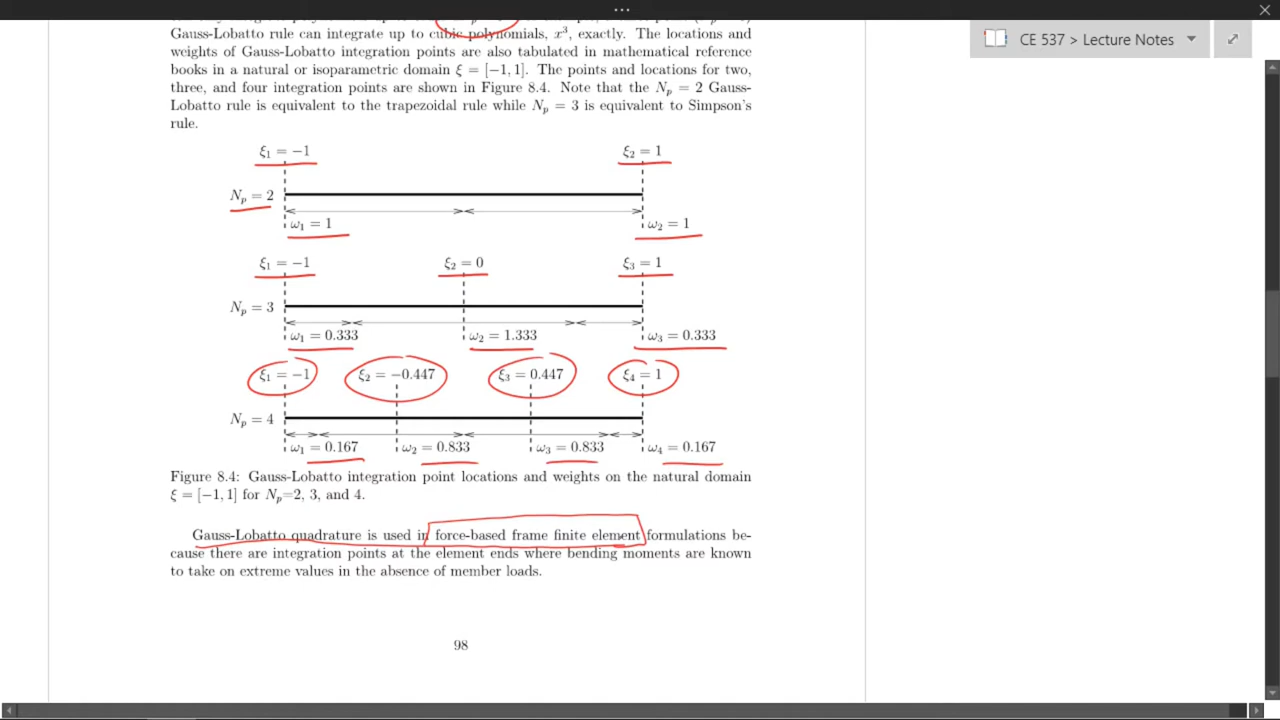 CE 537 > Lecture Notes
Gauss-Lobatto rule can integrate up to cubic polynomials, x³, exactly. The locations and
weights of Gauss-Lobatto integration points are also tabulated in mathematical reference
books in a natural or isoparametric domain ξ = [−1, 1]. The points and locations for two,
three, and four integration points are shown in Figure 8.4. Note that the Nₚ = 2 Gauss-
Lobatto rule is equivalent to the trapezoidal rule while Nₚ = 3 is equivalent to Simpson's
rule.
ξ₁ = −1 ξ₂ = 1
Nₚ = 2
ω₁ = 1 ω₂ = 1
ξ₁ = −1 ξ₂ = 0 ξ₃ = 1
Nₚ = 3
ω₁ = 0.333 ω₂ = 1.333 ω₃ = 0.333
ξ₁ = −1 ξ₂ = −0.447 ξ₃ = 0.447 ξ₄ = 1
Nₚ = 4
ω₁ = 0.167 ω₂ = 0.833 ω₃ = 0.833 ω₄ = 0.167
Figure 8.4: Gauss-Lobatto integration point locations and weights on the natural domain
ξ = [−1, 1] for Nₚ=2, 3, and 4.
Gauss-Lobatto quadrature is used in force-based frame finite element formulations be-
cause there are integration points at the element ends where bending moments are known
to take on extreme values in the absence of member loads.
98